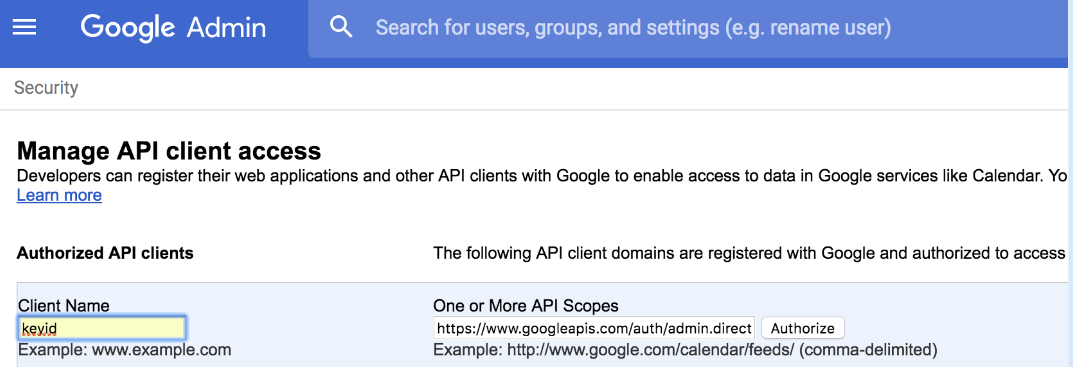 Google Admin Search for users, groups, and settings (e.g. rename user)
Security
Manage API client access
Developers can register their web applications and other API clients with Google to enable access to data in Google services like Calendar. Yo
Learn more
Authorized API clients The following API client domains are registered with Google and authorized to access
Client Name One or More API Scopes
keyid https://www.googleapis.com/auth/admin.direct Authorize
Example: www.example.com Example: http://www.google.com/calendar/feeds/ (comma-delimited)